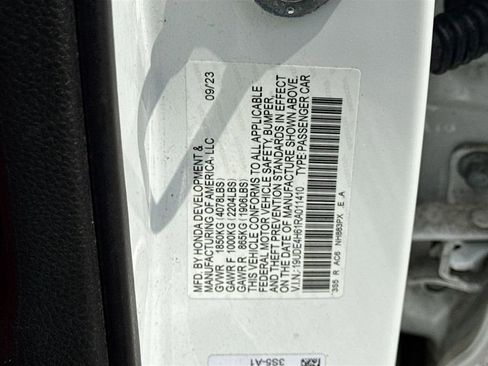 MFD. BY HONDA DEVELOPMENT &
MANUFACTURING OF AMERICA, LLC 09/23
GVWR 1850KG (4078LBS)
GAWR F 1000KG (2204LBS)
GAWR R 865KG (1906LBS)
THIS VEHICLE CONFORMS TO ALL APPLICABLE
FEDERAL MOTOR VEHICLE SAFETY, BUMPER,
AND THEFT PREVENTION STANDARDS IN EFFECT
ON THE DATE OF MANUFACTURE SHOWN ABOVE.
V.I.N.: 19UDE4H61RA011410 TYPE:PASSENGER CAR
3S5 R AC6 NH883PX E A
3S5-A1